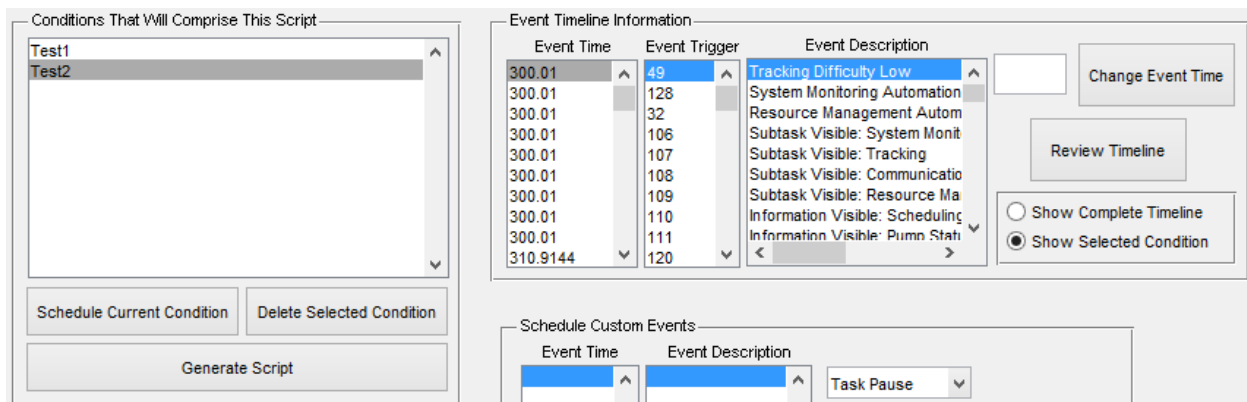 Conditions That Will Comprise This Script
Test1
Test2
Schedule Current Condition
Delete Selected Condition
Generate Script
Event Timeline Information
Event Time Event Trigger Event Description
300.01 49 Tracking Difficulty Low
300.01 128 System Monitoring Automation
300.01 32 Resource Management Autom
300.01 106 Subtask Visible: System Monit
300.01 107 Subtask Visible: Tracking
300.01 108 Subtask Visible: Communicatio
300.01 109 Subtask Visible: Resource Ma
300.01 110 Information Visible: Scheduling
300.01 111 Information Visible: Pump Stat
310.9144 120
Change Event Time
Review Timeline
Show Complete Timeline
Show Selected Condition
Schedule Custom Events
Event Time Event Description
Task Pause